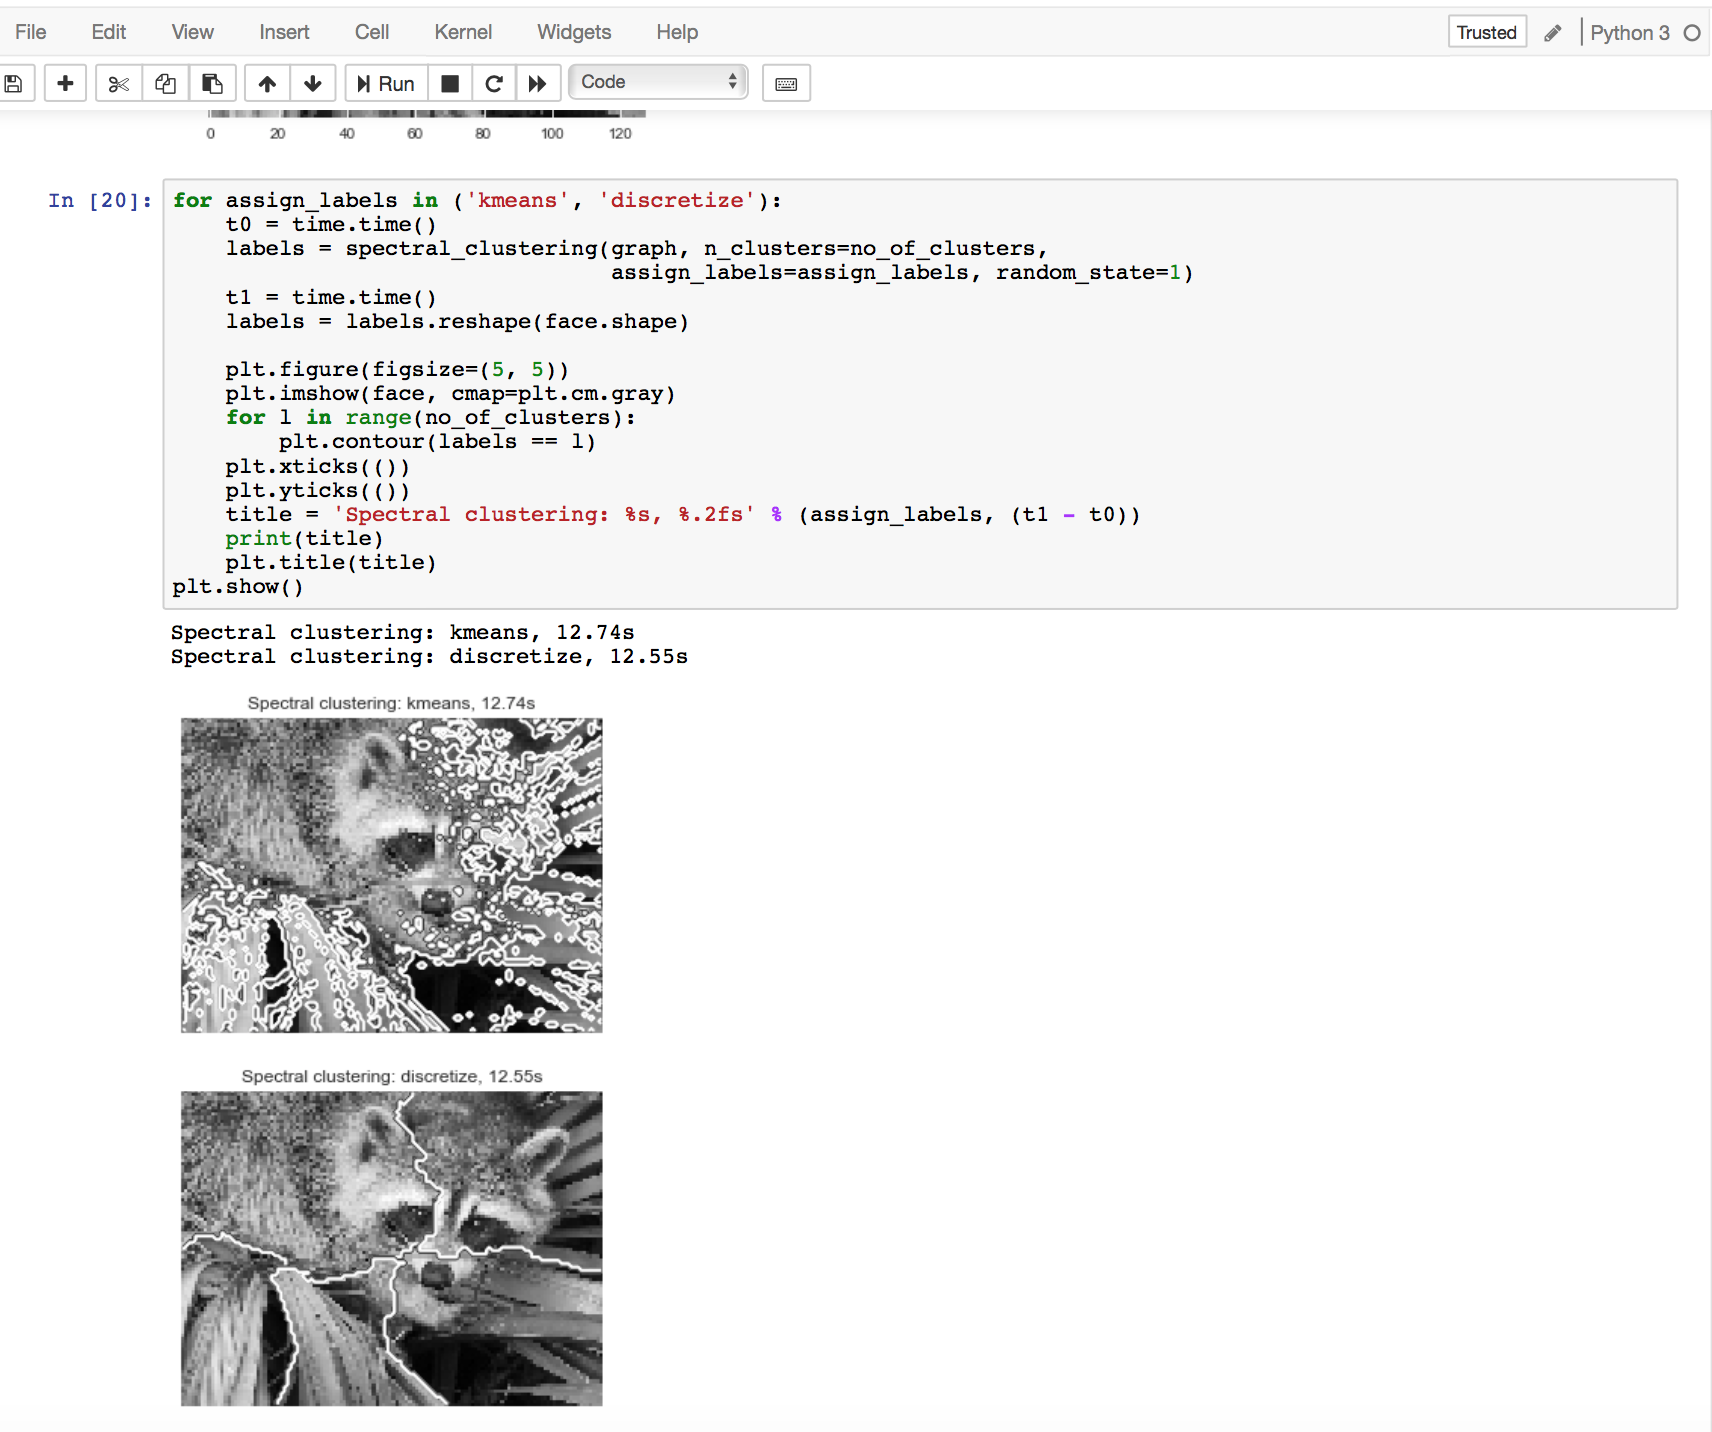 File Edit View Insert Cell Kernel Widgets Help Trusted Python 3
Run Code
0 20 40 60 80 100 120
In [20]: for assign_labels in ('kmeans', 'discretize'):
    t0 = time.time()
    labels = spectral_clustering(graph, n_clusters=no_of_clusters,
                                 assign_labels=assign_labels, random_state=1)
    t1 = time.time()
    labels = labels.reshape(face.shape)

    plt.figure(figsize=(5, 5))
    plt.imshow(face, cmap=plt.cm.gray)
    for l in range(no_of_clusters):
        plt.contour(labels == l)
    plt.xticks(())
    plt.yticks(())
    title = 'Spectral clustering: %s, %.2fs' % (assign_labels, (t1 - t0))
    print(title)
    plt.title(title)
plt.show()
Spectral clustering: kmeans, 12.74s
Spectral clustering: discretize, 12.55s
Spectral clustering: kmeans, 12.74s
Spectral clustering: discretize, 12.55s